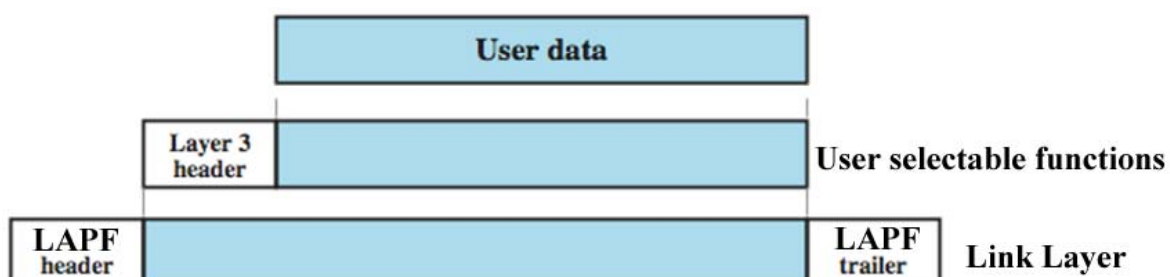 User data
Layer 3
header
User selectable functions
LAPF
header
LAPF
trailer
Link Layer